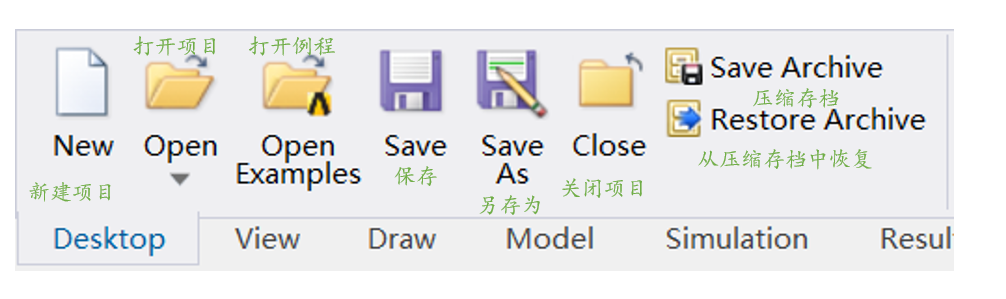 打开项目 打开例程
Save Archive
压缩存档
Restore Archive
从压缩存档中恢复
New Open Open Examples Save Save As Close
新建项目 保存 另存为 关闭项目
Desktop View Draw Model Simulation Resul